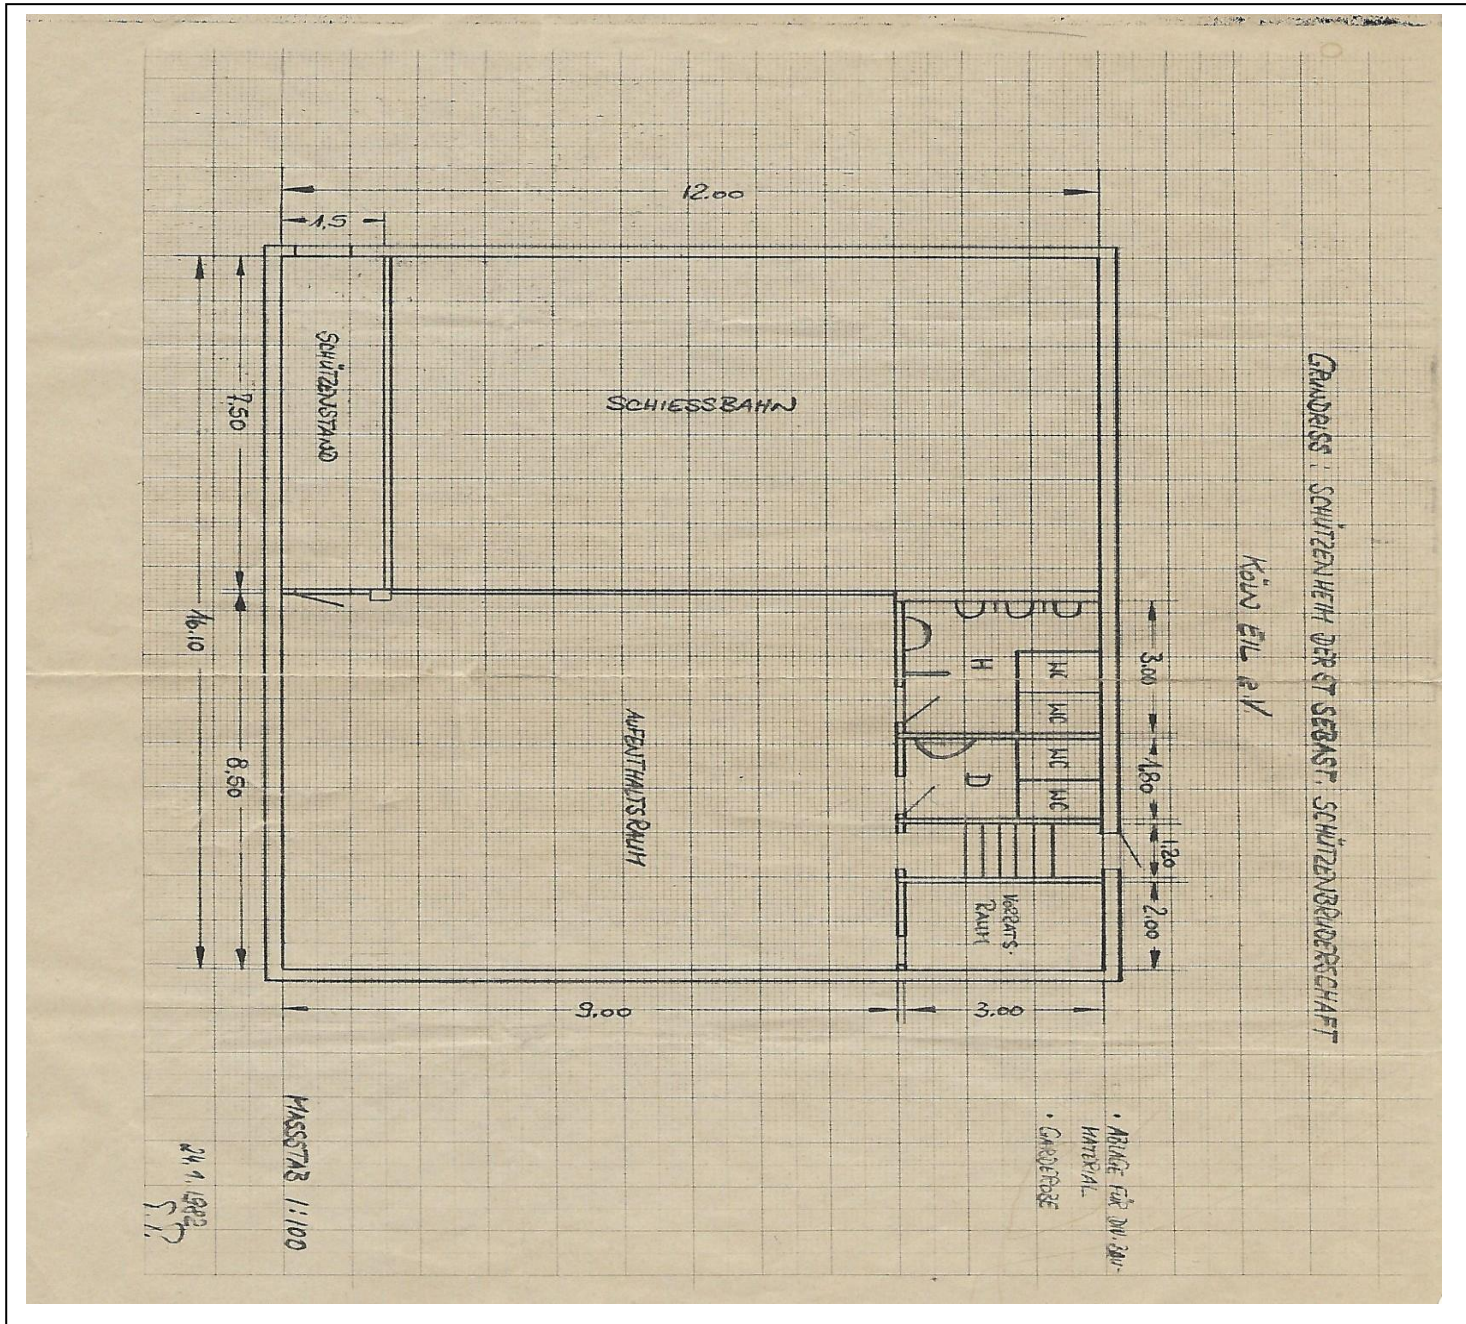 GRUNDRISS : SCHÜTZENHEIM DER ST SEBAST. SCHÜTZENBRUDERSCHAFT
KÖLN EIL e.V.
12.00
1,5
SCHÜTZENSTAND
SCHIESSBAHN
7,50
16.10
8,50
AUFENTHALTSRAUM
H
WC
WC
D
WC
WC
VORRATS-
RAUM
3.00
1,80
1,20
2.00
9.00
3.00
• ABLAGE FÜR DIV. BAU-
MATERIAL
• GARDEROBE
MASSSTAB 1:100
24.1.1982